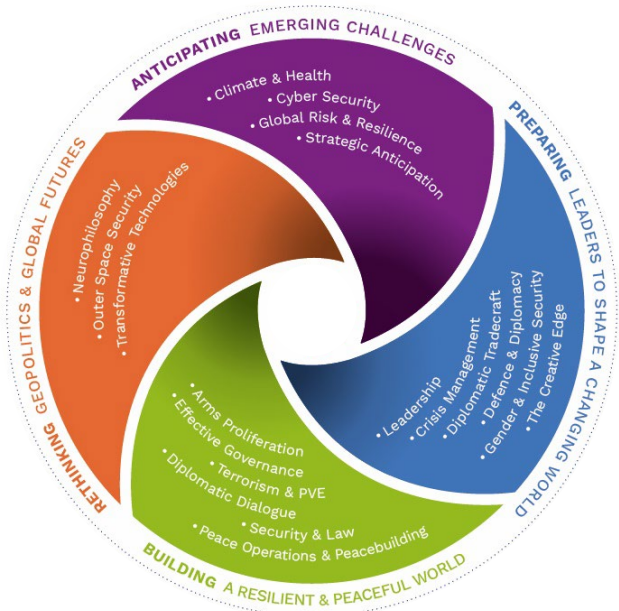 ANTICIPATING EMERGING CHALLENGES
• Climate & Health
• Cyber Security
• Global Risk & Resilience
• Strategic Anticipation
PREPARING LEADERS TO SHAPE A CHANGING WORLD
• Leadership
• Crisis Management
• Diplomatic Tradecraft
• Defence & Diplomacy
• Gender & Inclusive Security
• The Creative Edge
BUILDING A RESILIENT & PEACEFUL WORLD
• Arms Proliferation
• Effective Governance
• Terrorism & PVE
• Diplomatic Dialogue
• Security & Law
• Peace Operations & Peacebuilding
RETHINKING GEOPOLITICS & GLOBAL FUTURES
• Neurophilosophy
• Outer Space Security
• Transformative Technologies